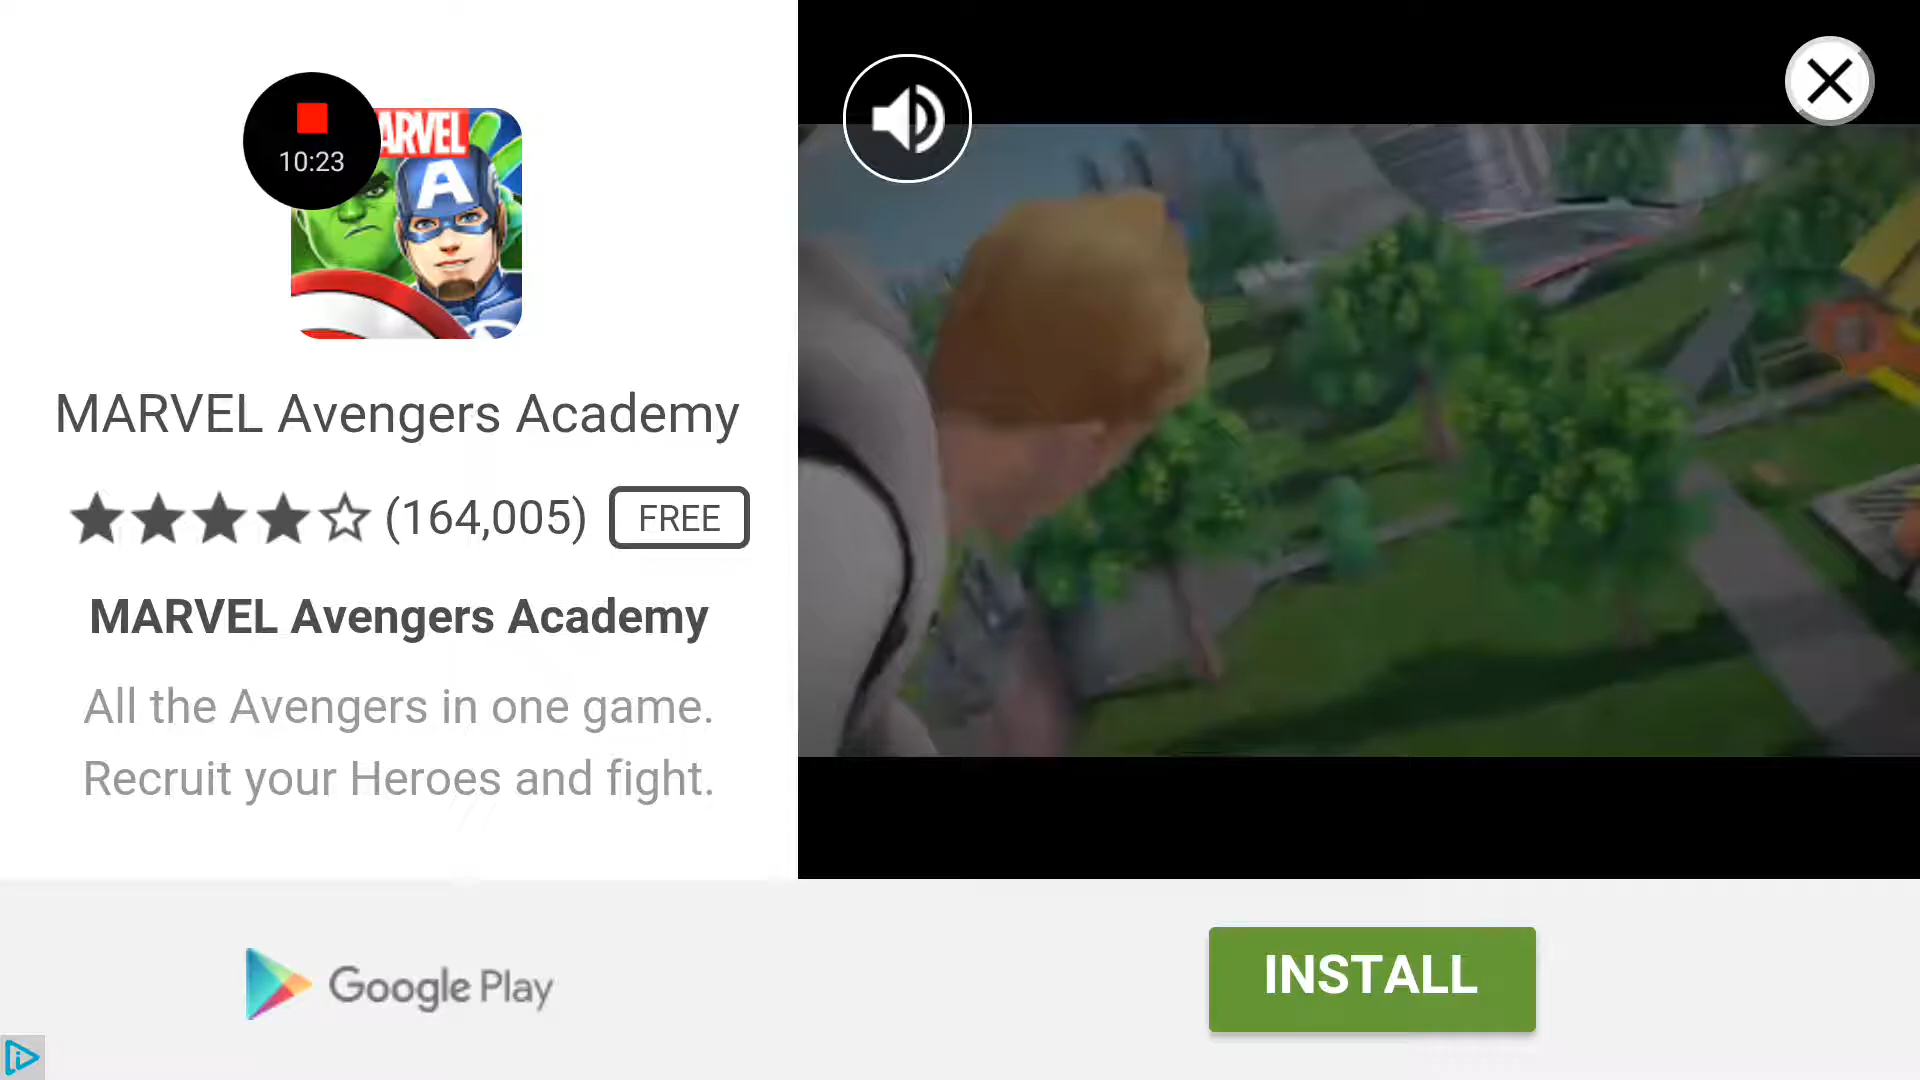 10:23
ARVEL
A
MARVEL Avengers Academy
(164,005) FREE
MARVEL Avengers Academy
All the Avengers in one game.
Recruit your Heroes and fight.
Google Play
INSTALL